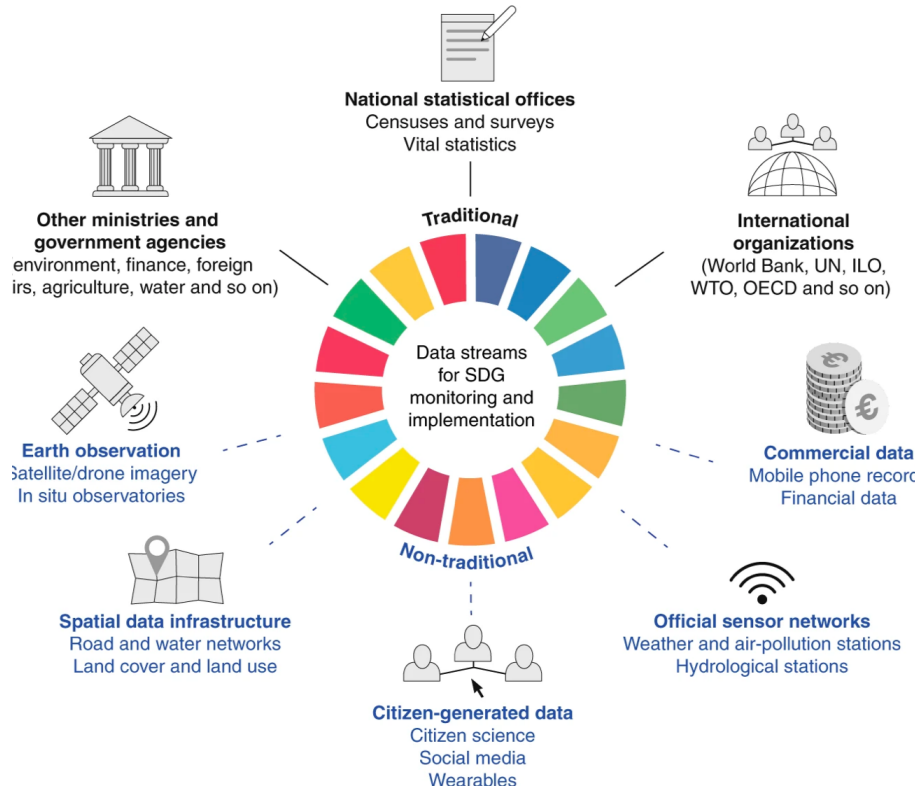 National statistical offices
Censuses and surveys
Vital statistics
Other ministries and
government agencies
environment, finance, foreign
irs, agriculture, water and so on)
International
organizations
(World Bank, UN, ILO,
WTO, OECD and so on)
Traditional
Data streams
for SDG
monitoring and
implementation
Non-traditional
Earth observation
Satellite/drone imagery
In situ observatories
Commercial data
Mobile phone record
Financial data
Spatial data infrastructure
Road and water networks
Land cover and land use
Official sensor networks
Weather and air-pollution stations
Hydrological stations
Citizen-generated data
Citizen science
Social media
Wearables
€
€